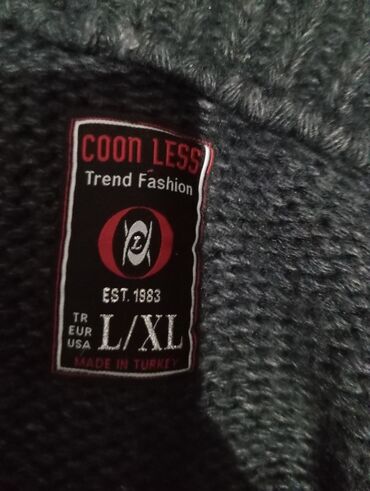 COON LESS
Trend Fashion
L
EST. 1983
TR
EUR
USA
L/XL
MADE IN TURKEY